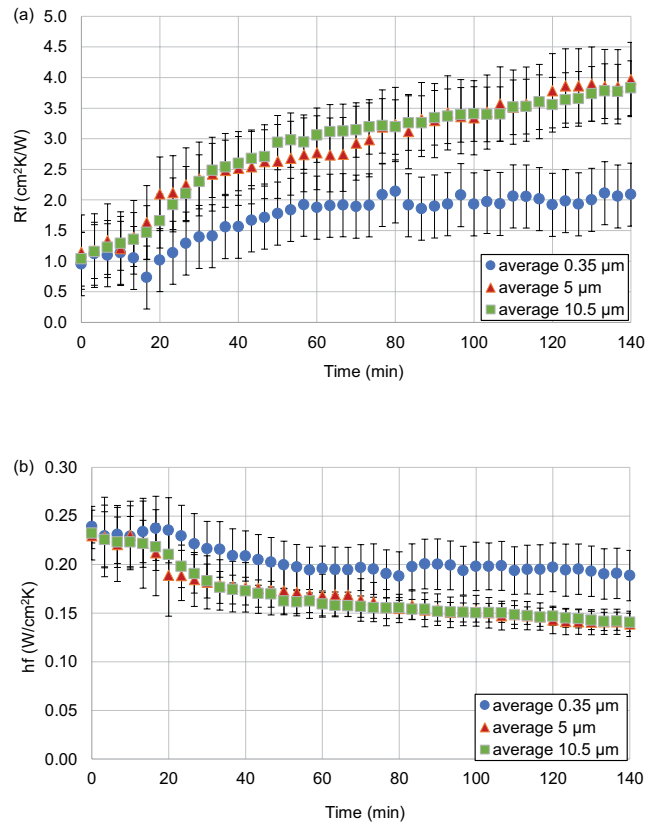 (a)
5.0
4.5
4.0
3.5
3.0
2.5
2.0
1.5
1.0
0.5
0.0
Rf (cm²K/W)
average 0.35 µm
average 5 µm
average 10.5 µm
0 20 40 60 80 100 120 140
Time (min)
(b)
0.30
0.25
0.20
0.15
0.10
0.05
0.00
hf (W/cm²K)
average 0.35 µm
average 5 µm
average 10.5 µm
0 20 40 60 80 100 120 140
Time (min)